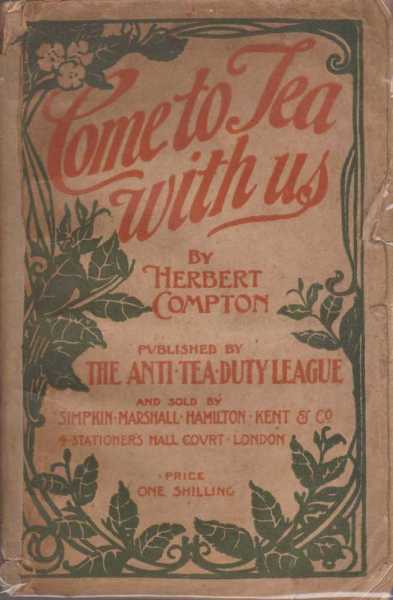 Come to Tea
with us
BY
HERBERT
COMPTON
PUBLISHED BY
THE ANTI·TEA·DUTY LEAGUE
AND SOLD BY
SIMPKIN·MARSHALL·HAMILTON·KENT & CO
4·STATIONER'S HALL COURT·LONDON
PRICE
ONE SHILLING